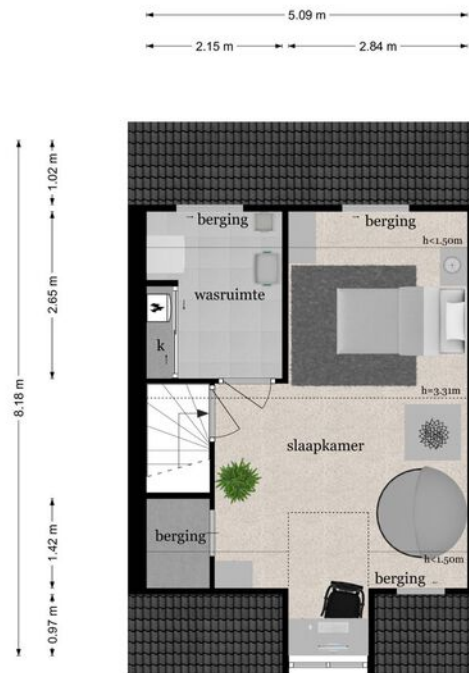 5.09 m
2.15 m
2.84 m
1.02 m
2.65 m
8.18 m
1.42 m
0.97 m
berging
berging
h<1.50m
wasruimte
k
h=3.31m
slaapkamer
berging
h<1.50m
berging